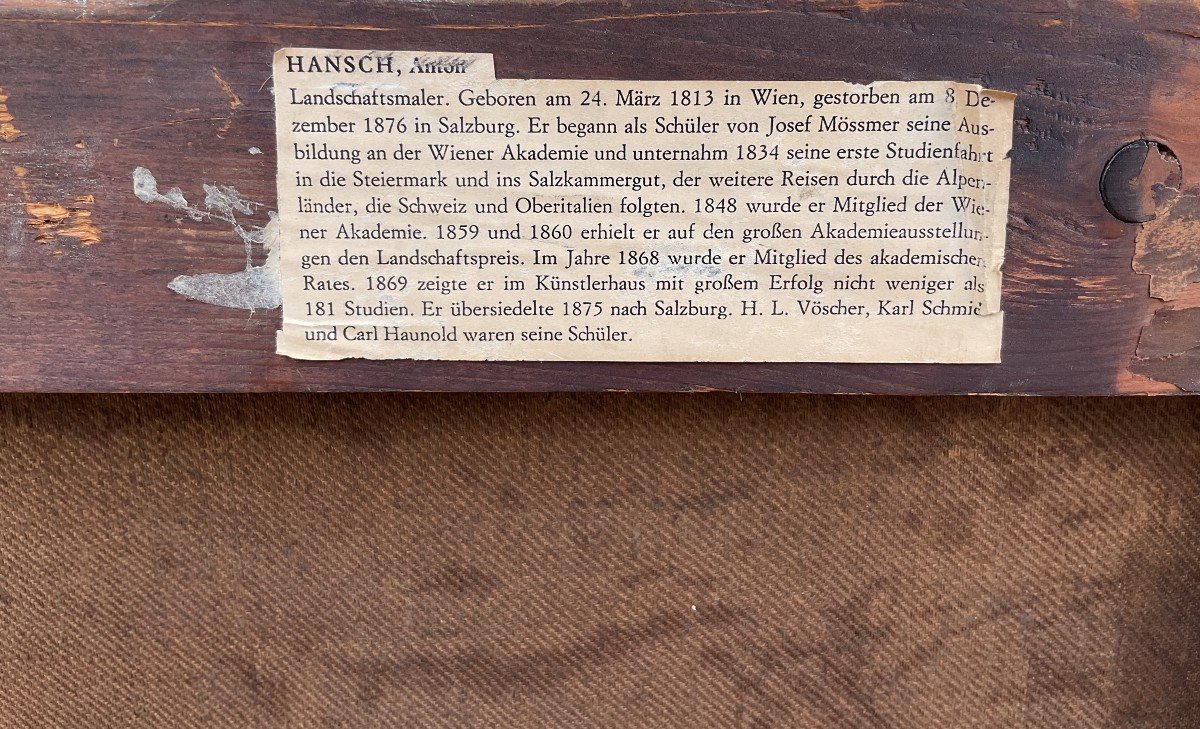 HANSCH, Anton
Landschaftsmaler. Geboren am 24. März 1813 in Wien, gestorben am 8 De-
zember 1876 in Salzburg. Er begann als Schüler von Josef Mössmer seine Aus-
bildung an der Wiener Akademie und unternahm 1834 seine erste Studienfahrt
in die Steiermark und ins Salzkammergut, der weitere Reisen durch die Alpen-
länder, die Schweiz und Oberitalien folgten. 1848 wurde er Mitglied der Wie-
ner Akademie. 1859 und 1860 erhielt er auf den großen Akademieausstellun-
gen den Landschaftspreis. Im Jahre 1868 wurde er Mitglied des akademischen
Rates. 1869 zeigte er im Künstlerhaus mit großem Erfolg nicht weniger als
181 Studien. Er übersiedelte 1875 nach Salzburg. H. L. Vöscher, Karl Schmid
und Carl Haunold waren seine Schüler.